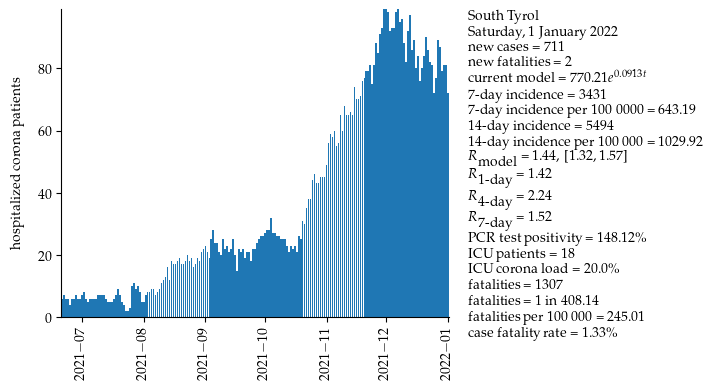 South Tyrol
Saturday, 1 January 2022
new cases = 711
new fatalities = 2
current model = 770.21e^{0.0913t}
7-day incidence = 3431
7-day incidence per 100 0000 = 643.19
14-day incidence = 5494
14-day incidence per 100 000 = 1029.92
R_model = 1.44, [1.32, 1.57]
R_1-day = 1.42
R_4-day = 2.24
R_7-day = 1.52
PCR test positivity = 148.12%
ICU patients = 18
ICU corona load = 20.0%
fatalities = 1307
fatalities = 1 in 408.14
fatalities per 100 000 = 245.01
case fatality rate = 1.33%
hospitalized corona patients
80
60
40
20
0
2021−07
2021−08
2021−09
2021−10
2021−11
2021−12
2022−01